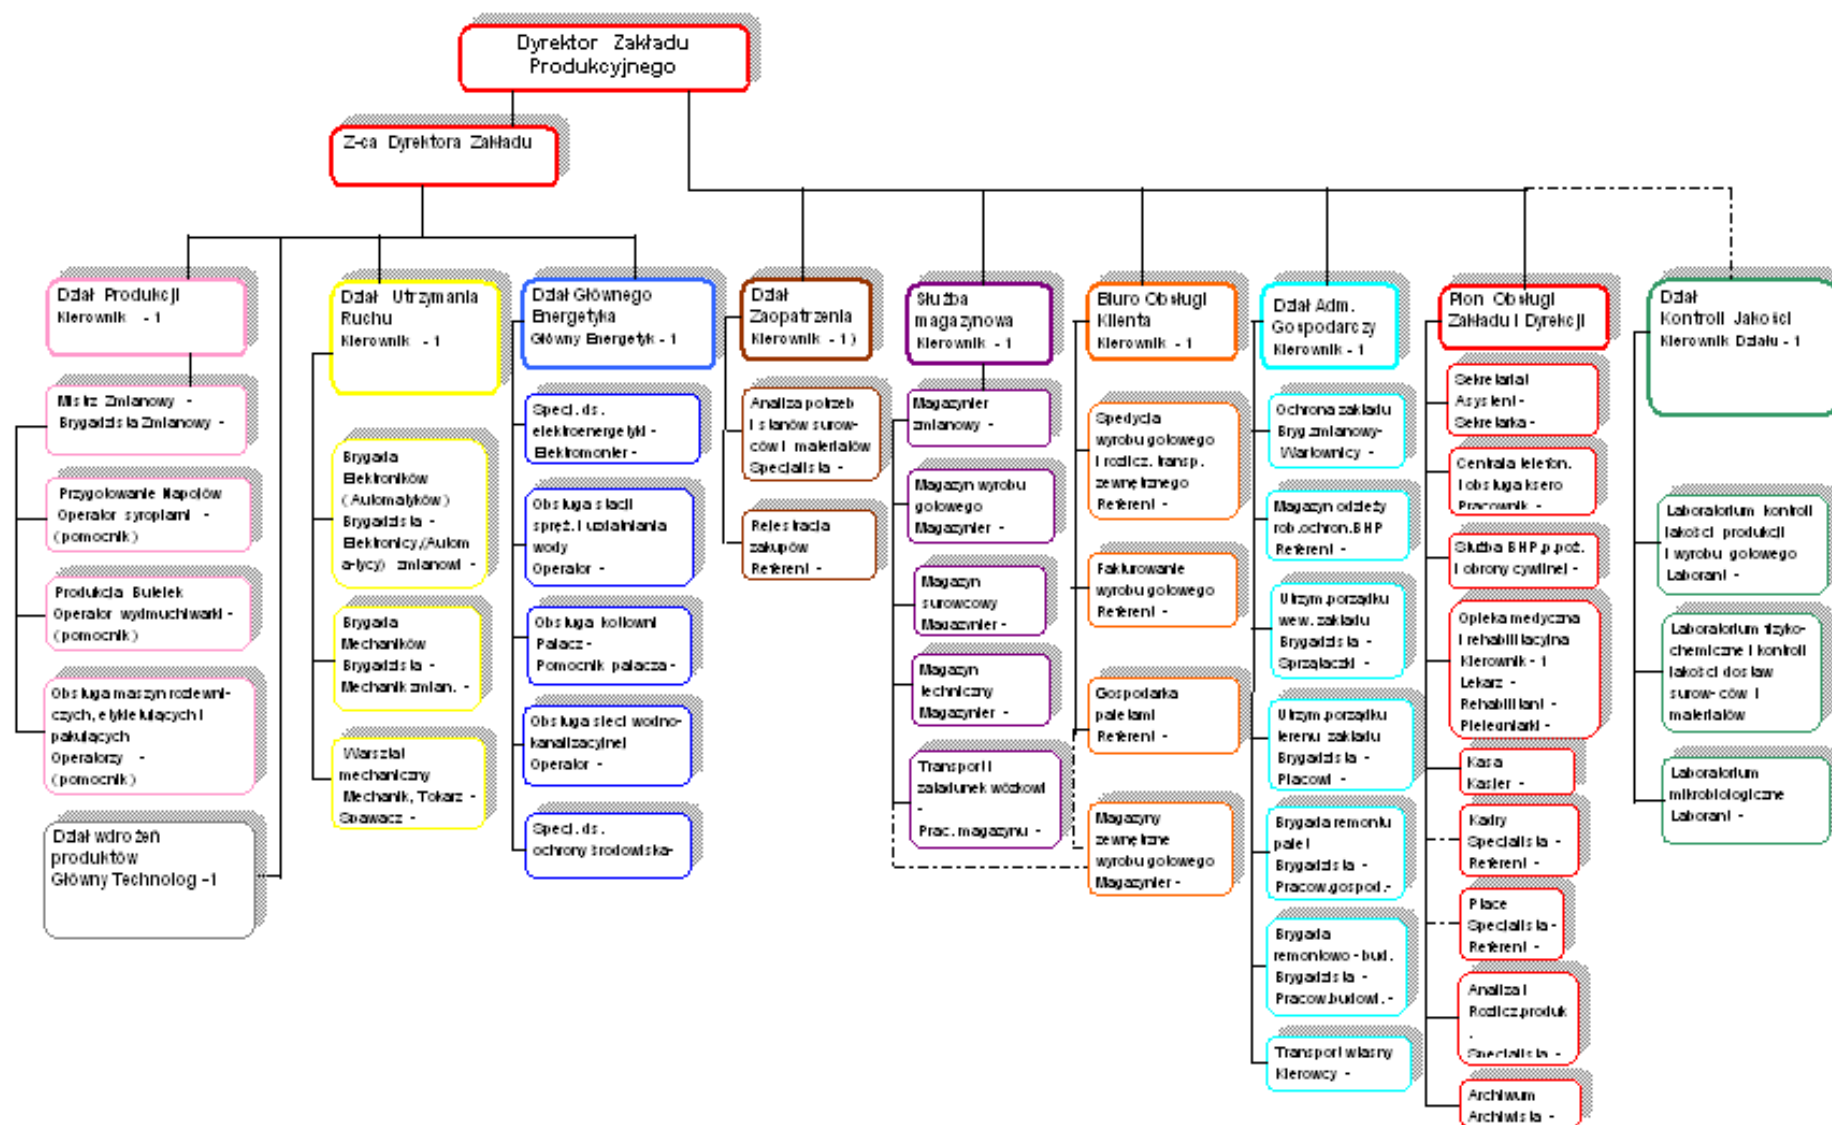 Dyrektor Zakładu
Produkcyjnego
Z-ca Dyrektora Zakładu
Dział Produkcji
Kierownik - 1
Mistrz Zmianowy -
Brygadzista Zmianowy -
Przygotowanie Napojów
Operator syropiarni -
(pomocnik)
Produkcja Butelek
Operator wydmuchiwarki -
(pomocnik)
Obsługa maszyn rozlewni-
czych, etykietujących i
pakujących
Operatorzy -
(pomocnik)
Dział wdrożeń
produktów
Główny Technolog -1
Dział Utrzymania
Ruchu
Kierownik - 1
Brygada
Elektroników
(Automatyków)
Brygadzista -
Elektronicy,/(Autom
a-tycy) zmianowi -
Brygada
Mechaników
Brygadzista -
Mechanik zmian. -
Warsztat
mechaniczny
Mechanik, Tokarz -
Spawacz -
Dział Głównego
Energetyka
Główny Energetyk - 1
Specj. ds.
elektroenergetyki -
Elektromonter -
Obsługa stacji
spręż. i uzdatniania
wody
Operator -
Obsługa kotłowni
Palacz -
Pomocnik palacza -
Obsługa sieci wodno-
kanalizacyjnej
Operator -
Specj. ds.
ochrony środowiska-
Dział
Zaopatrzenia
Kierownik - 1)
Analiza potrzeb
i stanów surow-
ców i materiałów
Specjalista -
Rejestracja
zakupów
Referent -
Służba
magazynowa
Kierownik - 1
Magazynier
zmianowy -
Magazyn wyrobu
gotowego
Magazynier -
Magazyn
surowcowy
Magazynier -
Magazyn
techniczny
Magazynier -
Transport i
załadunek wózkowi
-
Prac. magazynu -
Biuro Obsługi
Klienta
Kierownik - 1
Spedycja
wyrobu gotowego
i rozlicz. transp.
zewnętrznego
Referent -
Fakturowanie
wyrobu gotowego
Referent -
Gospodarka
paletami
Referent -
Magazyny
zewnętrzne
wyrobu gotowego
Magazynier -
Dział Adm.
Gospodarczy
Kierownik - 1
Ochrona zakładu
Bryg.zmianowy-
Wartownicy -
Magazyn odzieży
rob.ochron.BHP
Referent -
Utrzym.porządku
wew. zakładu
Brygadzista -
Sprzątaczki -
Utrzym.porządku
terenu zakładu
Brygadzista -
Placowi -
Brygada remontu
palet
Brygadzista -
Pracow.gospod.-
Brygada
remontowo - bud.
Brygadzista -
Pracow.budowl. -
Transport własny
Kierowcy -
Pion Obsługi
Zakładu i Dyrekcji
Sekretariat
Asystent -
Sekretarka -
Centrala telefon.
i obsługa ksero
Pracownik -
Służba BHP,p.poż.
i obrony cywilnej -
Opieka medyczna
i rehabilitacyjna
Kierownik - 1
Lekarz -
Rehabilitant -
Pielęgniarki -
Kasa
Kasjer -
Kadry
Specjalista -
Referent -
Płace
Specjalista -
Referent -
Analiza i
Rozlicz.produk
.
Specjalista -
Archiwum
Archiwista -
Dział
Kontroli Jakości
Kierownik Działu - 1
Laboratorium kontroli
jakości produkcji
i wyrobu gotowego
Laborant -
Laboratorium fizyko-
chemiczne i kontroli
jakości dostaw
surow- ców i
materiałów
Laboratorium
mikrobiologiczne
Laborant -